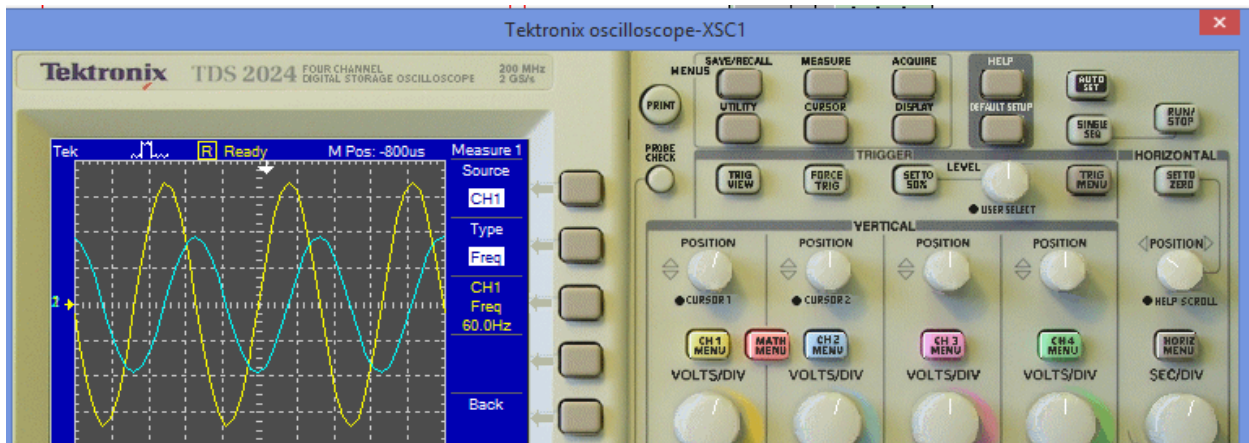 Tektronix oscilloscope-XSC1
Tektronix TDS 2024 FOUR CHANNEL DIGITAL STORAGE OSCILLOSCOPE 200 MHz 2 GS/s
Tek R Ready M Pos: -800us Measure 1
Source
CH1
Type
Freq
CH1
Freq
60.0Hz
Back
2
MENUS
SAVE/RECALL MEASURE ACQUIRE
UTILITY CURSOR DISPLAY
HELP
DEFAULT SETUP
AUTO SET
SINGLE SEQ
RUN/ STOP
PRINT
PROBE CHECK
TRIGGER
TRIG VIEW
FORCE TRIG
SET TO 50%
LEVEL
USER SELECT
TRIG MENU
HORIZONTAL
SET TO ZERO
VERTICAL
POSITION POSITION POSITION POSITION POSITION
CURSOR 1 CURSOR 2 HELP SCROLL
CH 1 MENU
MATH MENU
CH 2 MENU
CH 3 MENU
CH 4 MENU
HORIZ MENU
VOLTS/DIV VOLTS/DIV VOLTS/DIV VOLTS/DIV SEC/DIV